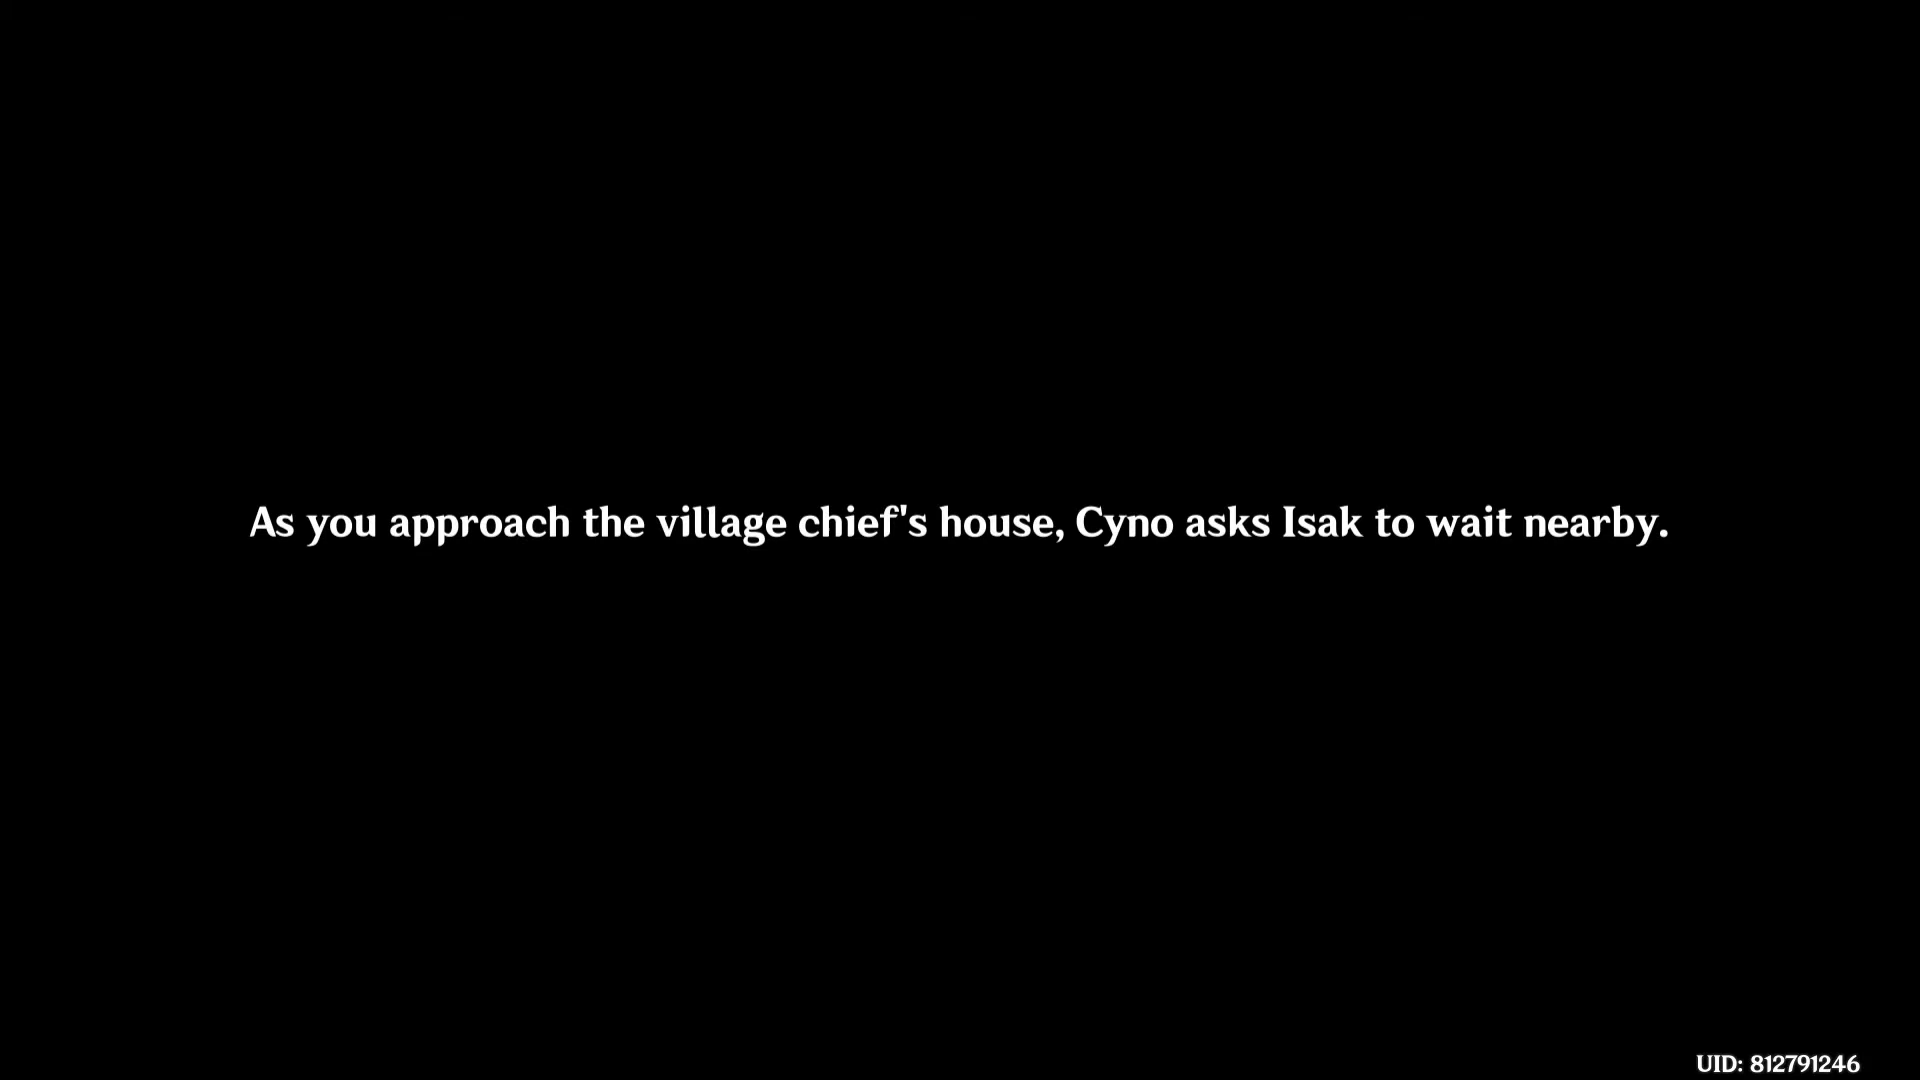 As you approach the village chief's house, Cyno asks Isak to wait nearby.
UID: 812791246